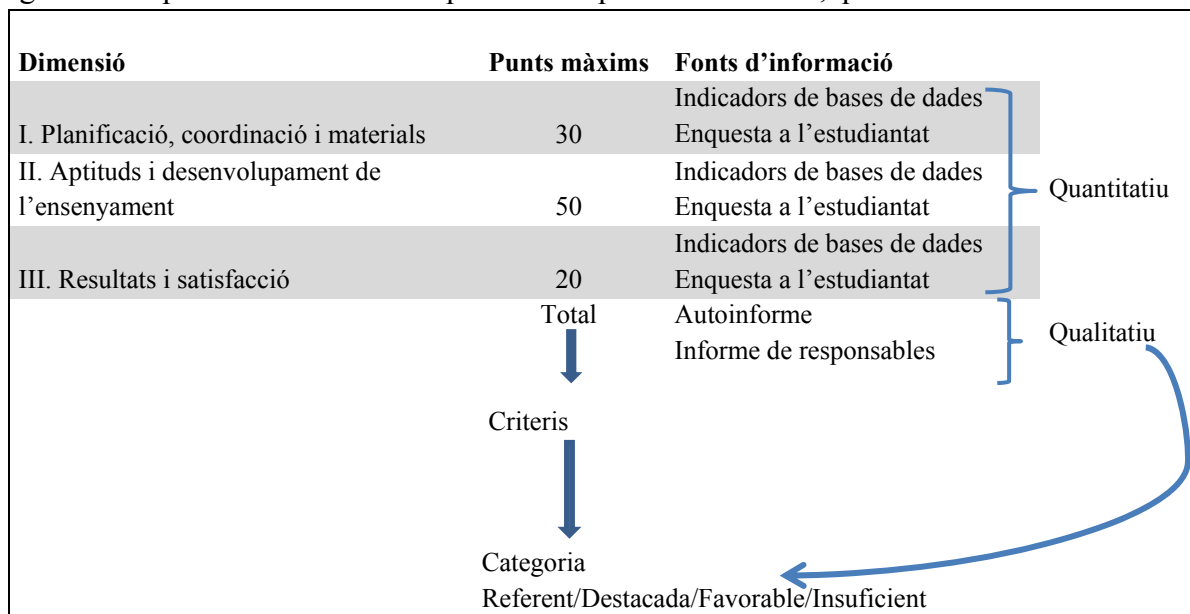 Dimensió Punts màxims Fonts d'informació
Indicadors de bases de dades
I. Planificació, coordinació i materials 30 Enquesta a l'estudiantat
II. Aptituds i desenvolupament de Indicadors de bases de dades
l'ensenyament 50 Enquesta a l'estudiantat
Quantitatiu
Indicadors de bases de dades
III. Resultats i satisfacció 20 Enquesta a l'estudiantat
Total Autoinforme
Informe de responsables
Qualitatiu
Criteris
Categoria
Referent/Destacada/Favorable/Insuficient